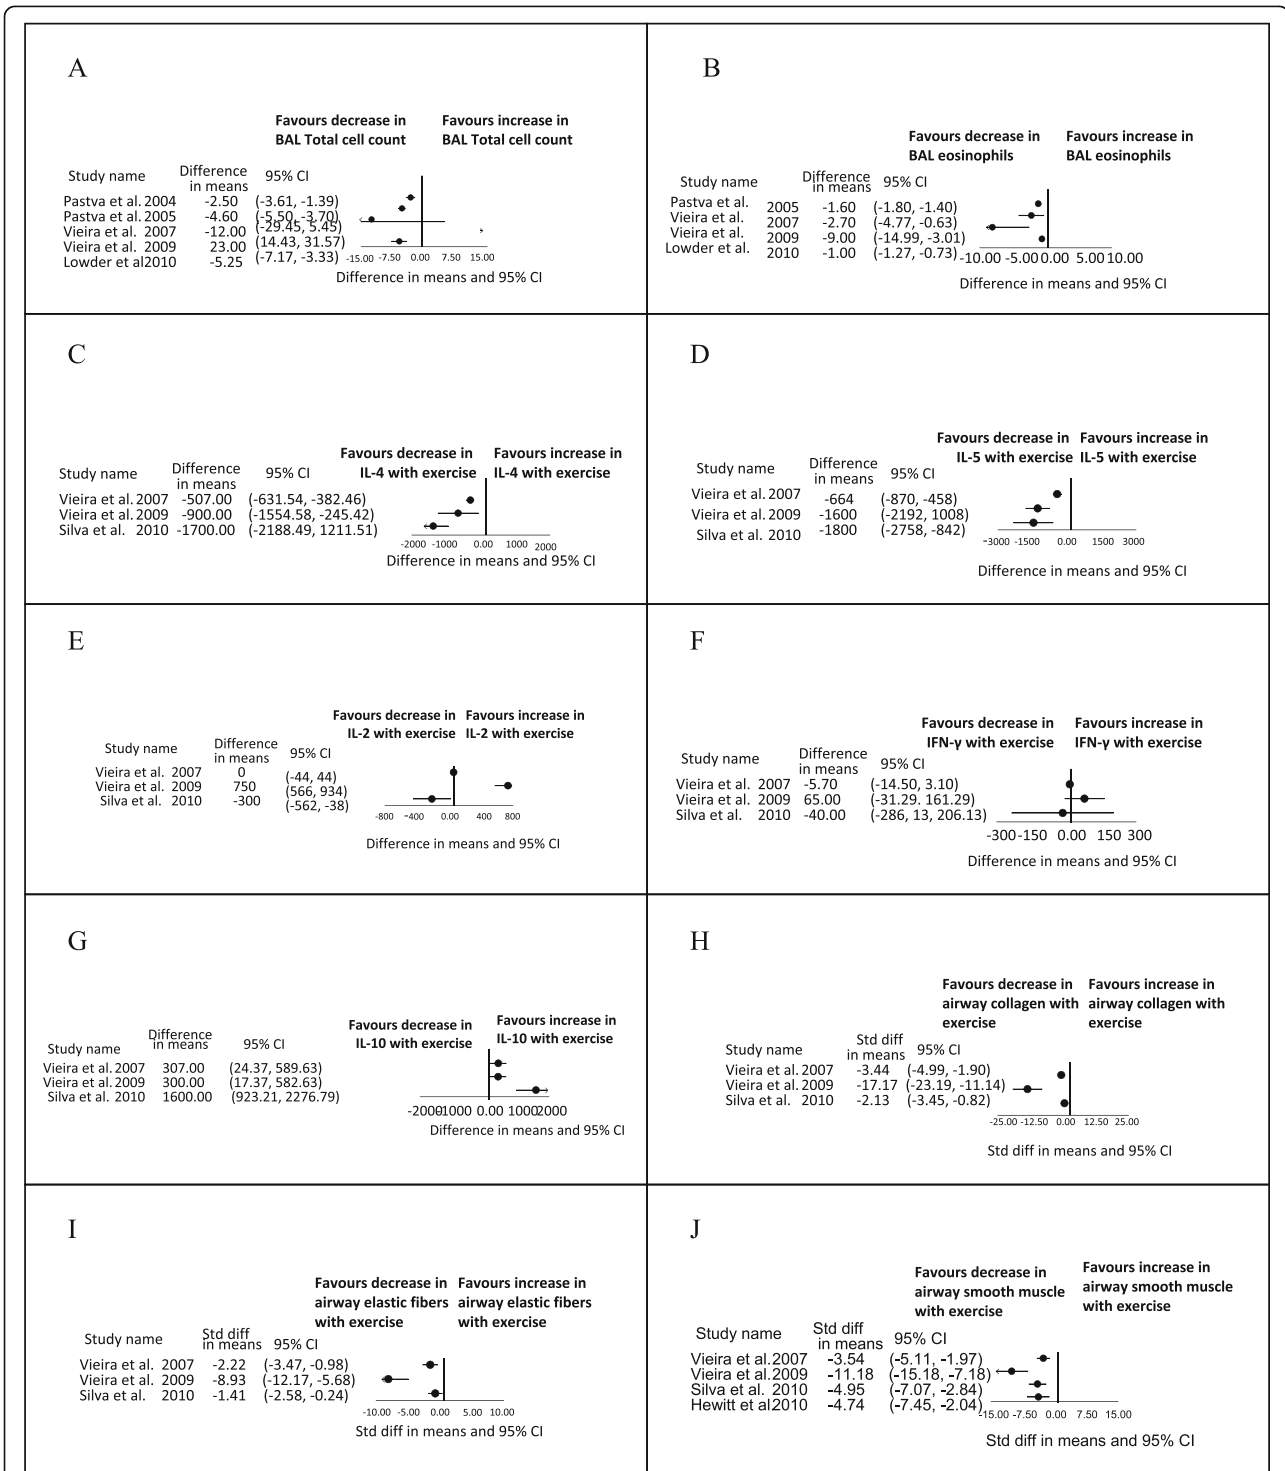 A
Favours decrease in Favours increase in
BAL Total cell count BAL Total cell count
Study name Difference in means 95% CI
Pastva et al. 2004 -2.50 (-3.61, -1.39)
Pastva et al. 2005 -4.60 (-5.50, -3.70)
Vieira et al. 2007 -12.00 (-29.45, 5.45)
Vieira et al. 2009 23.00 (14.43, 31.57)
Lowder et al2010 -5.25 (-7.17, -3.33)
-15.00 -7.50 0.00 7.50 15.00
Difference in means and 95% CI
B
Favours decrease in Favours increase in
BAL eosinophils BAL eosinophils
Study name Difference in means 95% CI
Pastva et al. 2005 -1.60 (-1.80, -1.40)
Vieira et al. 2007 -2.70 (-4.77, -0.63)
Vieira et al. 2009 -9.00 (-14.99, -3.01)
Lowder et al. 2010 -1.00 (-1.27, -0.73)
-10.00 -5.00 0.00 5.00 10.00
Difference in means and 95% CI
C
Favours decrease in Favours increase in
IL-4 with exercise IL-4 with exercise
Study name Difference in means 95% CI
Vieira et al. 2007 -507.00 (-631.54, -382.46)
Vieira et al. 2009 -900.00 (-1554.58, -245.42)
Silva et al. 2010 -1700.00 (-2188.49, 1211.51)
-2000 -1000 0.00 1000 2000
Difference in means and 95% CI
D
Favours decrease in Favours increase in
IL-5 with exercise IL-5 with exercise
Study name Difference in means 95% CI
Vieira et al. 2007 -664 (-870, -458)
Vieira et al. 2009 -1600 (-2192, 1008)
Silva et al. 2010 -1800 (-2758, -842)
-3000 -1500 0.00 1500 3000
Difference in means and 95% CI
E
Favours decrease in Favours increase in
IL-2 with exercise IL-2 with exercise
Study name Difference in means 95% CI
Vieira et al. 2007 0 (-44, 44)
Vieira et al. 2009 750 (566, 934)
Silva et al. 2010 -300 (-562, -38)
-800 -400 0.00 400 800
Difference in means and 95% CI
F
Favours decrease in Favours increase in
IFN-γ with exercise IFN-γ with exercise
Study name Difference in means 95% CI
Vieira et al. 2007 -5.70 (-14.50, 3.10)
Vieira et al. 2009 65.00 (-31.29. 161.29)
Silva et al. 2010 -40.00 (-286, 13, 206.13)
-300 -150 0.00 150 300
Difference in means and 95% CI
G
Favours decrease in Favours increase in
IL-10 with exercise IL-10 with exercise
Study name Difference in means 95% CI
Vieira et al. 2007 307.00 (24.37, 589.63)
Vieira et al. 2009 300.00 (17.37, 582.63)
Silva et al. 2010 1600.00 (923.21, 2276.79)
-2000 -1000 0.00 1000 2000
Difference in means and 95% CI
H
Favours decrease in Favours increase in
airway collagen with airway collagen with
exercise exercise
Study name Std diff in means 95% CI
Vieira et al. 2007 -3.44 (-4.99, -1.90)
Vieira et al. 2009 -17.17 (-23.19, -11.14)
Silva et al. 2010 -2.13 (-3.45, -0.82)
-25.00 -12.50 0.00 12.50 25.00
Std diff in means and 95% CI
I
Favours decrease in Favours increase in
airway elastic fibers airway elastic fibers
with exercise with exercise
Study name Std diff in means 95% CI
Vieira et al. 2007 -2.22 (-3.47, -0.98)
Vieira et al. 2009 -8.93 (-12.17, -5.68)
Silva et al. 2010 -1.41 (-2.58, -0.24)
-10.00 -5.00 0.00 5.00 10.00
Std diff in means and 95% CI
J
Favours decrease in Favours increase in
airway smooth muscle airway smooth muscle
with exercise with exercise
Study name Std diff in means 95% CI
Vieira et al.2007 -3.54 (-5.11, -1.97)
Vieira et al.2009 -11.18 (-15.18, -7.18)
Silva et al. 2010 -4.95 (-7.07, -2.84)
Hewitt et al2010 -4.74 (-7.45, -2.04)
-15.00 -7.50 0.00 7.50 15.00
Std diff in means and 95% CI